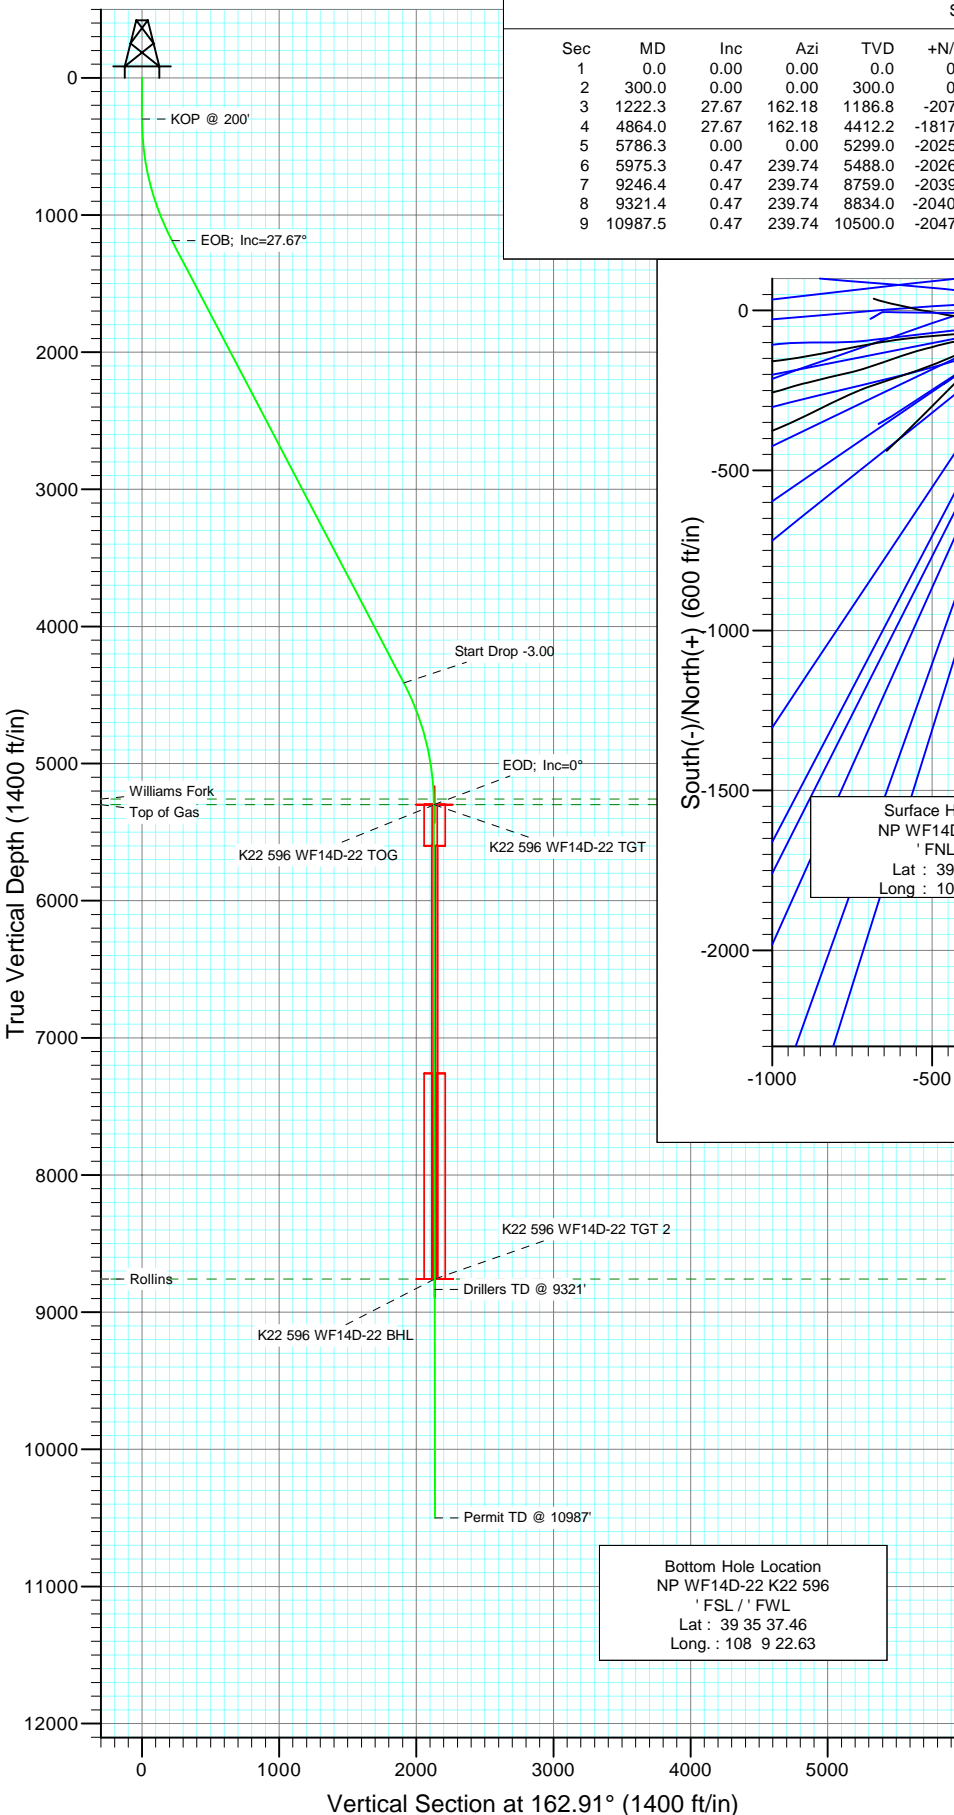 S
Sec MD Inc Azi TVD +N/
1 0.0 0.00 0.00 0.0 0
2 300.0 0.00 0.00 300.0 0
3 1222.3 27.67 162.18 1186.8 -207
4 4864.0 27.67 162.18 4412.2 -1817
5 5786.3 0.00 0.00 5299.0 -2025
6 5975.3 0.47 239.74 5488.0 -2026
7 9246.4 0.47 239.74 8759.0 -2039
8 9321.4 0.47 239.74 8834.0 -2040
9 10987.5 0.47 239.74 10500.0 -2047
0
KOP @ 200'
1000
EOB; Inc=27.67°
2000
3000
4000
Start Drop -3.00
5000
EOD; Inc=0°
Williams Fork
Top of Gas
K22 596 WF14D-22 TOG
K22 596 WF14D-22 TGT
6000
7000
8000
K22 596 WF14D-22 TGT 2
Rollins
Drillers TD @ 9321'
9000
K22 596 WF14D-22 BHL
10000
Permit TD @ 10987'
11000
12000
True Vertical Depth (1400 ft/in)
0 1000 2000 3000 4000 5000
Vertical Section at 162.91° (1400 ft/in)
0
-500
-1000
-1500
-2000
South(-)/North(+) (600 ft/in)
-1000 -500
Surface H
NP WF14D
' FNL
Lat : 39
Long : 10
Bottom Hole Location
NP WF14D-22 K22 596
' FSL / ' FWL
Lat : 39 35 37.46
Long. : 108 9 22.63